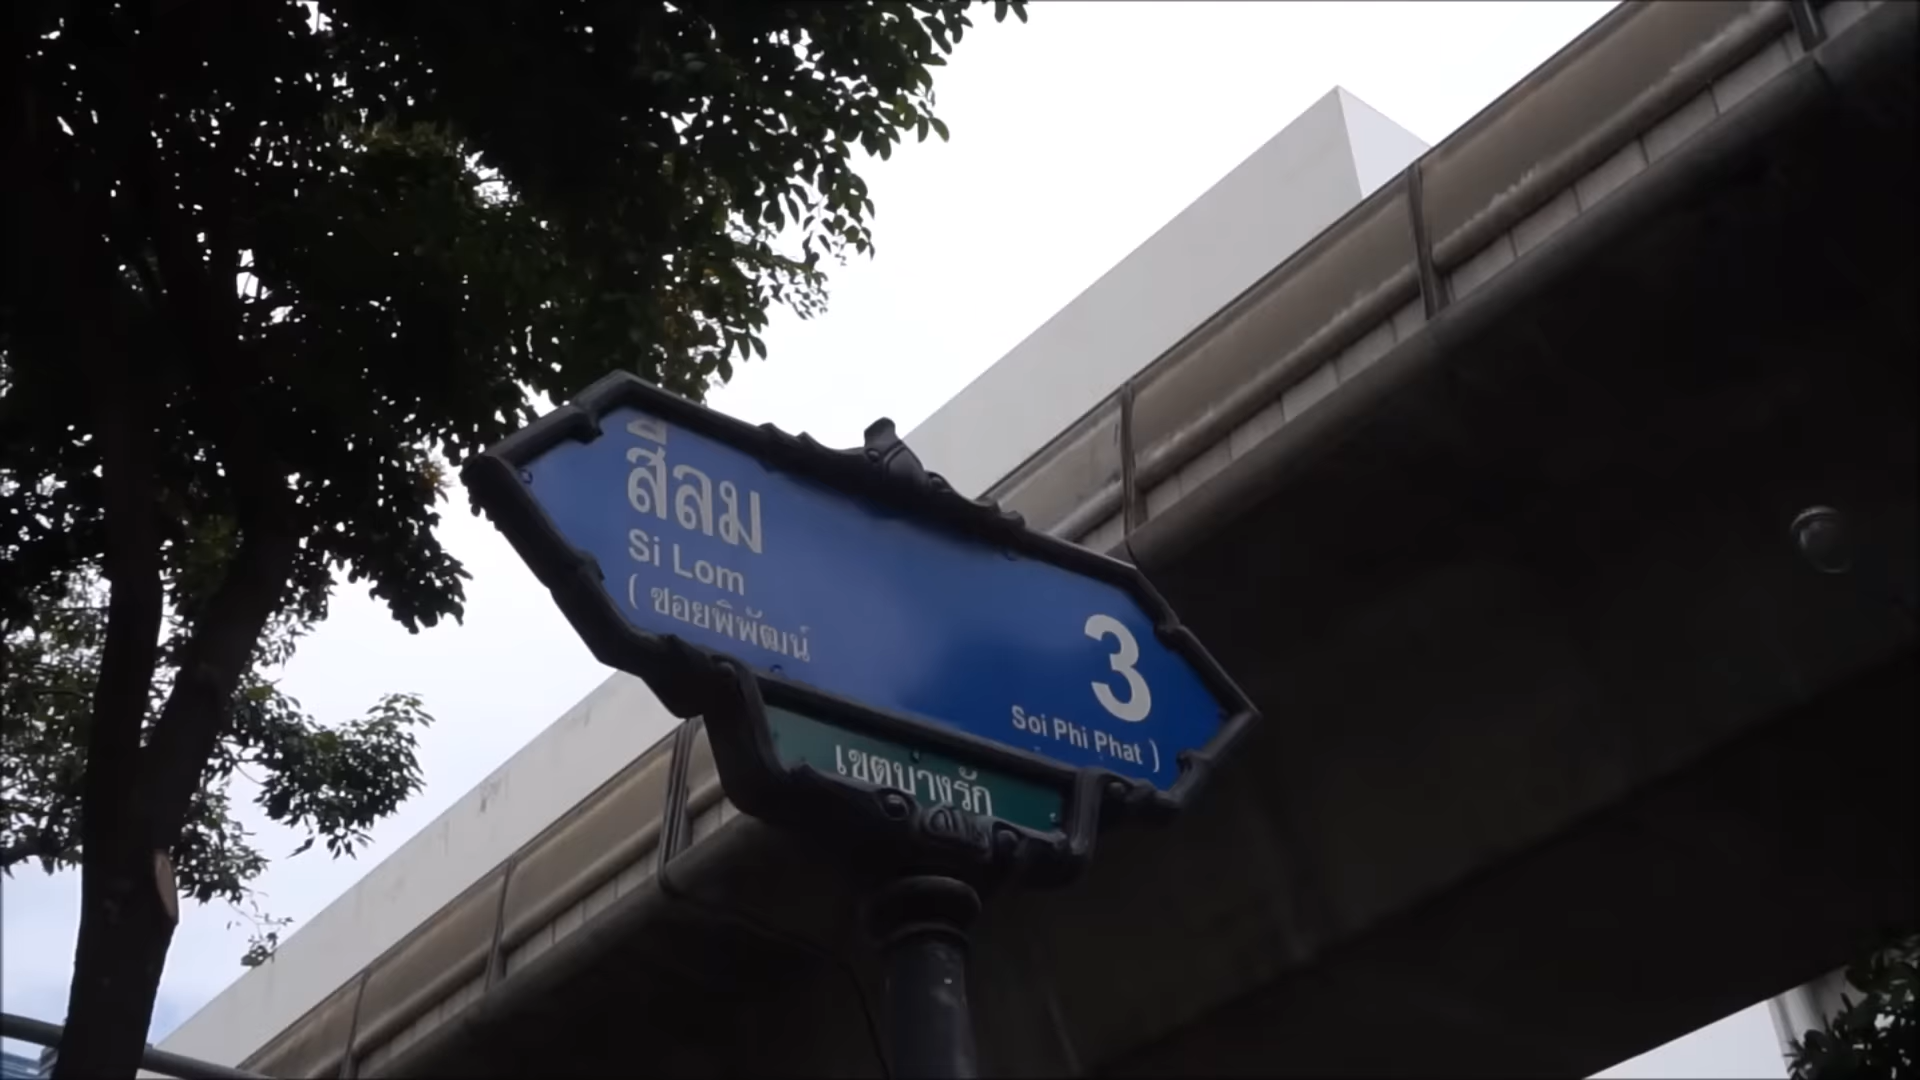 สีลม
Si Lom
3
( ซอยพิพัฒน์
Soi Phi Phat )
เขตบางรัก